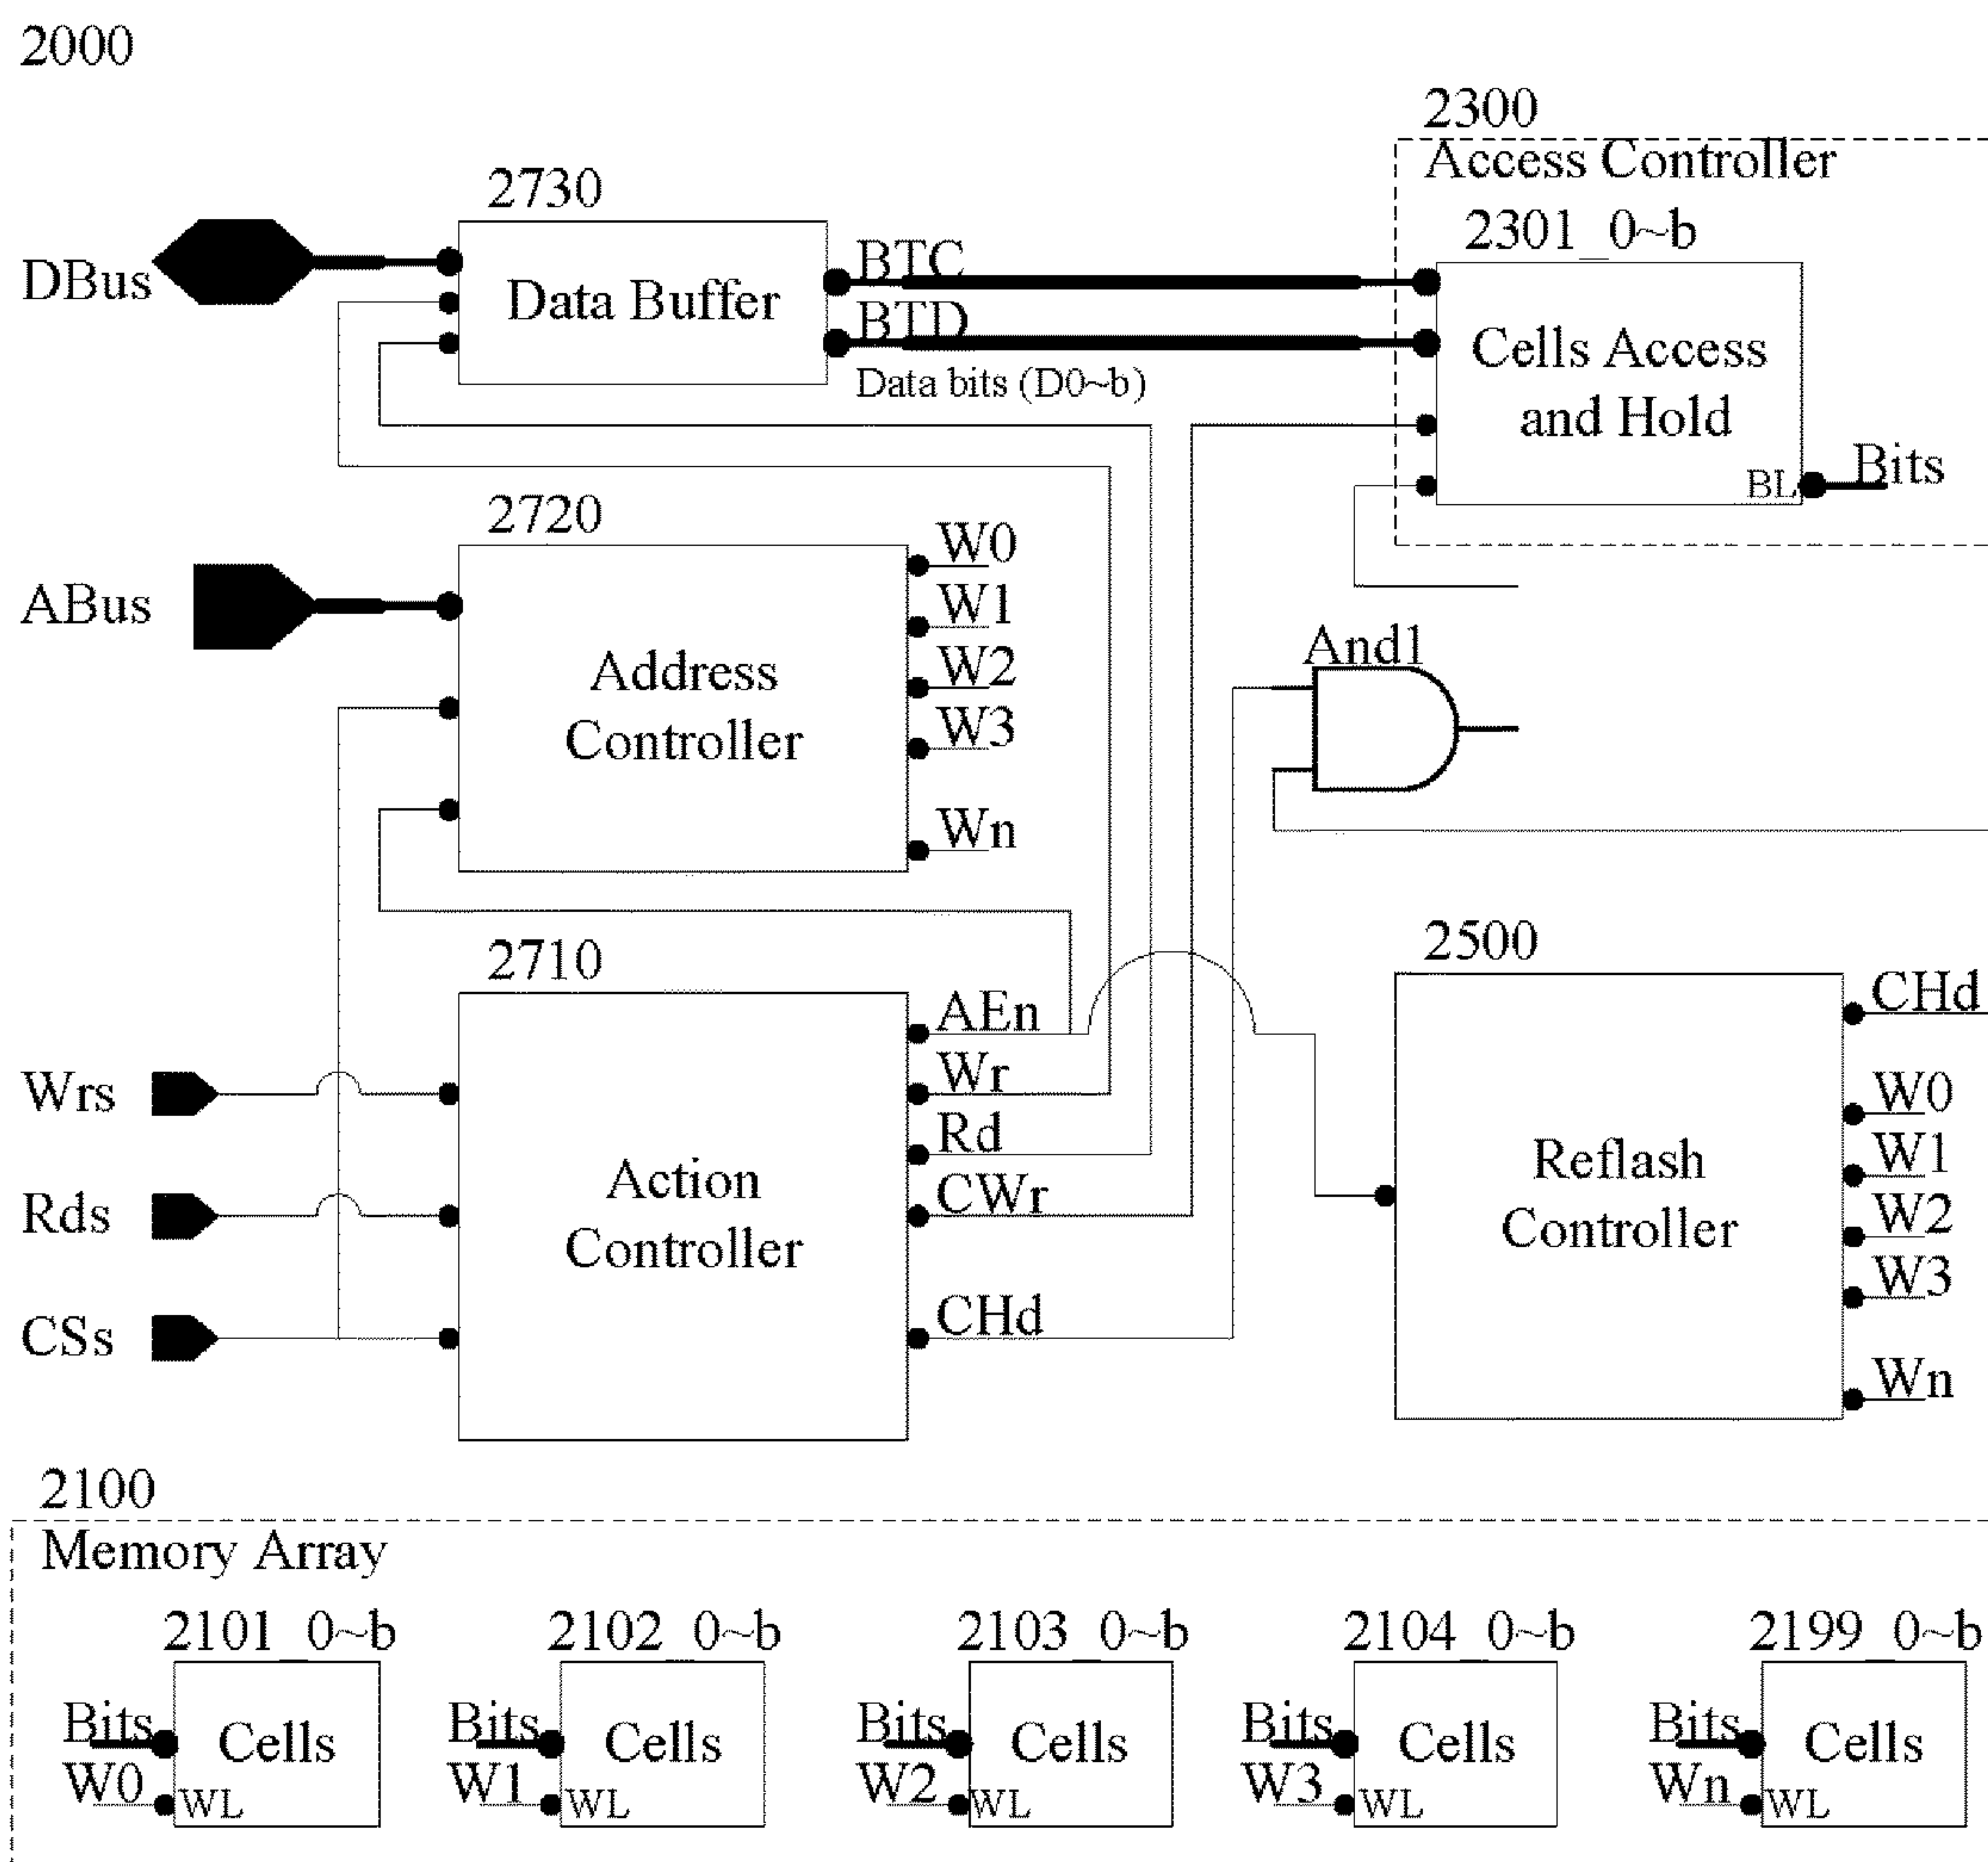 2000
2300
Access Controller
2730
2301_0~b
DBus
Data Buffer
BTC
BTD
Data bits (D0~b)
Cells Access
and Hold
BL
Bits
2720
ABus
Address
Controller
W0
W1
W2
W3
Wn
And1
2710
2500
Wrs
Rds
CSs
Action
Controller
AEn
Wr
Rd
CWr
CHd
Reflash
Controller
CHd
W0
W1
W2
W3
Wn
2100
Memory Array
2101_0~b
2102_0~b
2103_0~b
2104_0~b
2199_0~b
Bits
W0
WL
Cells
Bits
W1
WL
Cells
Bits
W2
WL
Cells
Bits
W3
WL
Cells
Bits
Wn
WL
Cells